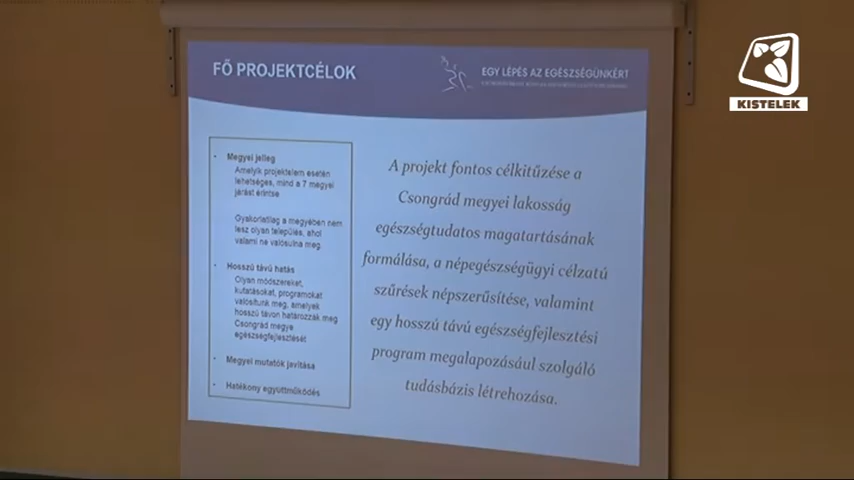 KISTELEK
FŐ PROJEKTCÉLOK
EGY LÉPÉS AZ EGÉSZSÉGÜNKÉRT
• Megyei jelleg
Amelyik projektelem esetén
lehetséges, mind a 7 megyei
járást érintse
Gyakorlatilag a megyében nem
lesz olyan település, ahol
valami ne valósulna meg
• Hosszú távú hatás
Olyan módszereket,
kutatásokat, programokat
valósítunk meg, amelyek
hosszú távon határozzák meg
Csongrád megye
egészségfejlesztését
• Megyei mutatók javítása
• Hatékony együttműködés
A projekt fontos célkitűzése a
Csongrád megyei lakosság
egészségtudatos magatartásának
formálása, a népegészségügyi célzatú
szűrések népszerűsítése, valamint
egy hosszú távú egészségfejlesztési
program megalapozásául szolgáló
tudásbázis létrehozása.